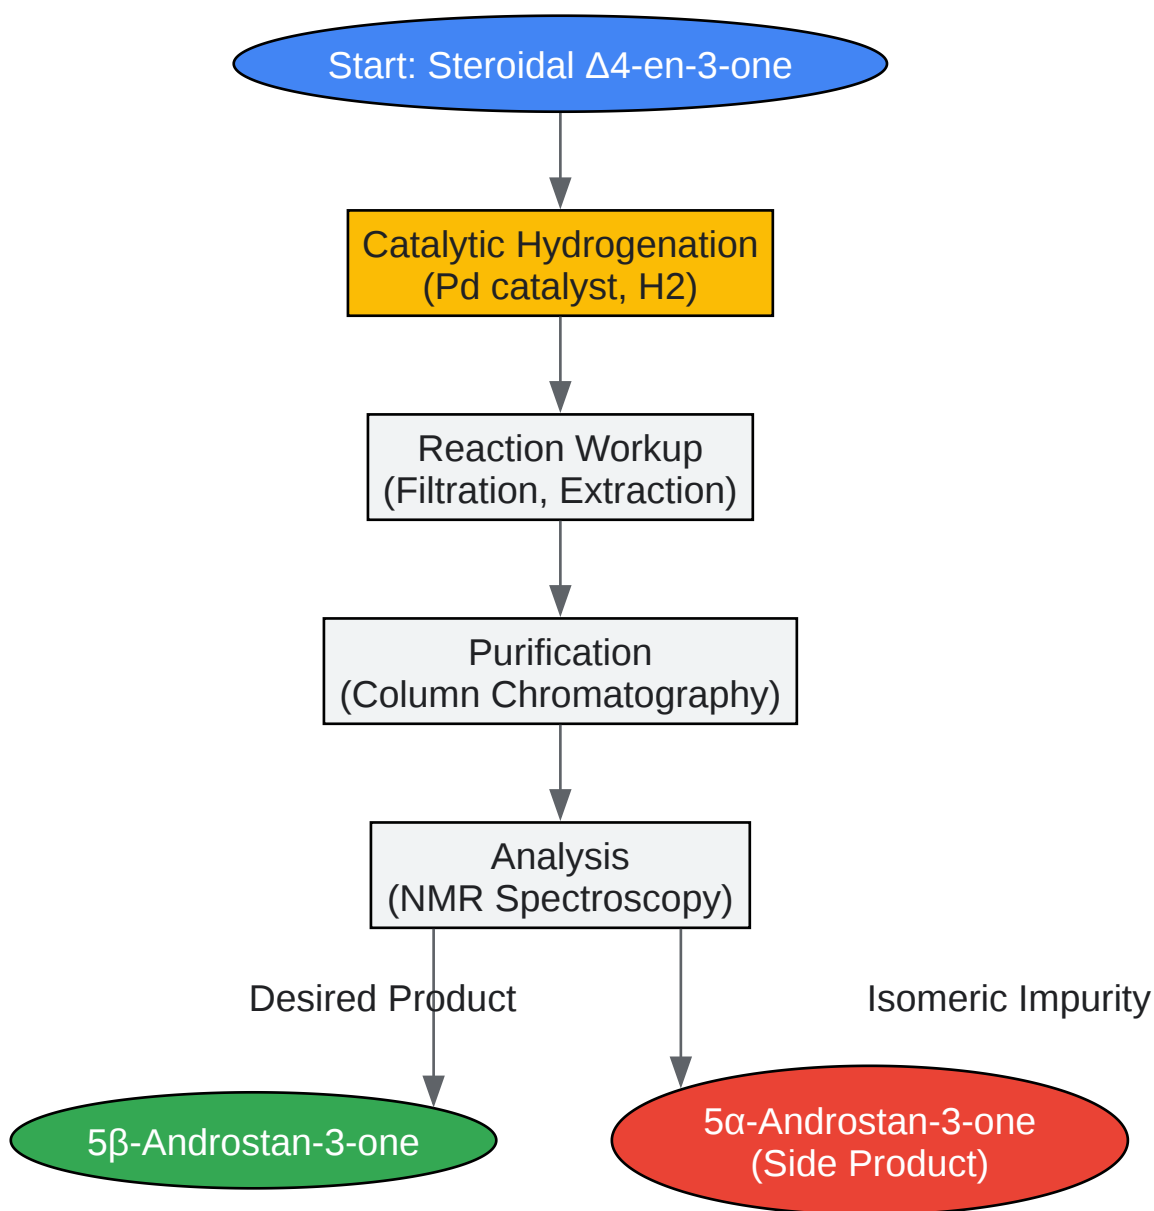 Start: Steroidal Δ4-en-3-one
Catalytic Hydrogenation
(Pd catalyst, H2)
Reaction Workup
(Filtration, Extraction)
Purification
(Column Chromatography)
Analysis
(NMR Spectroscopy)
Desired Product
Isomeric Impurity
5β-Androstan-3-one
5α-Androstan-3-one
(Side Product)